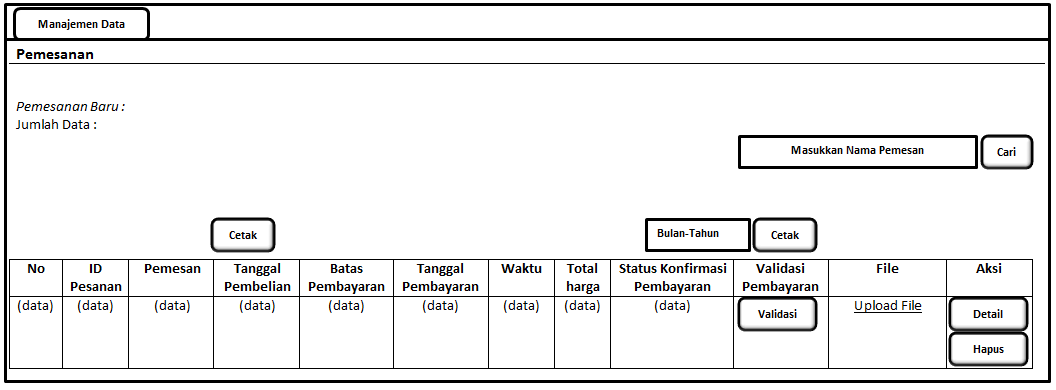 Manajemen Data
Pemesanan
Pemesanan Baru :
Jumlah Data :
Masukkan Nama Pemesan
Cari
Cetak
Bulan-Tahun
Cetak
No
ID
Pesanan
Pemesan
Tanggal
Pembelian
Batas
Pembayaran
Tanggal
Pembayaran
Waktu
Total
harga
Status Konfirmasi
Pembayaran
Validasi
Pembayaran
File
Aksi
(data)
(data)
(data)
(data)
(data)
(data)
(data)
(data)
(data)
Validasi
Upload File
Detail
Hapus